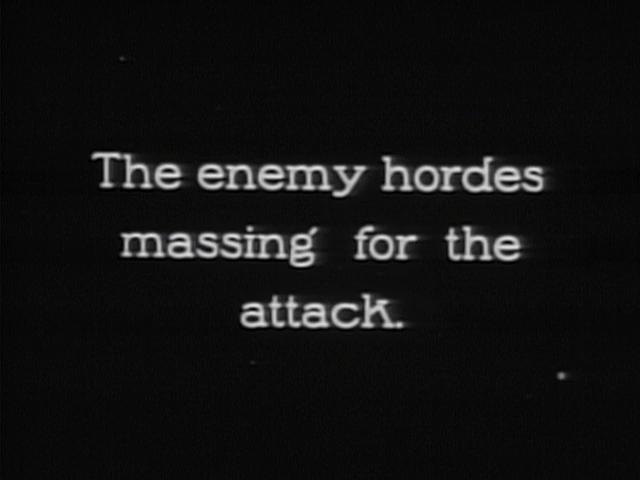 The enemy hordes
massing for the
attack.